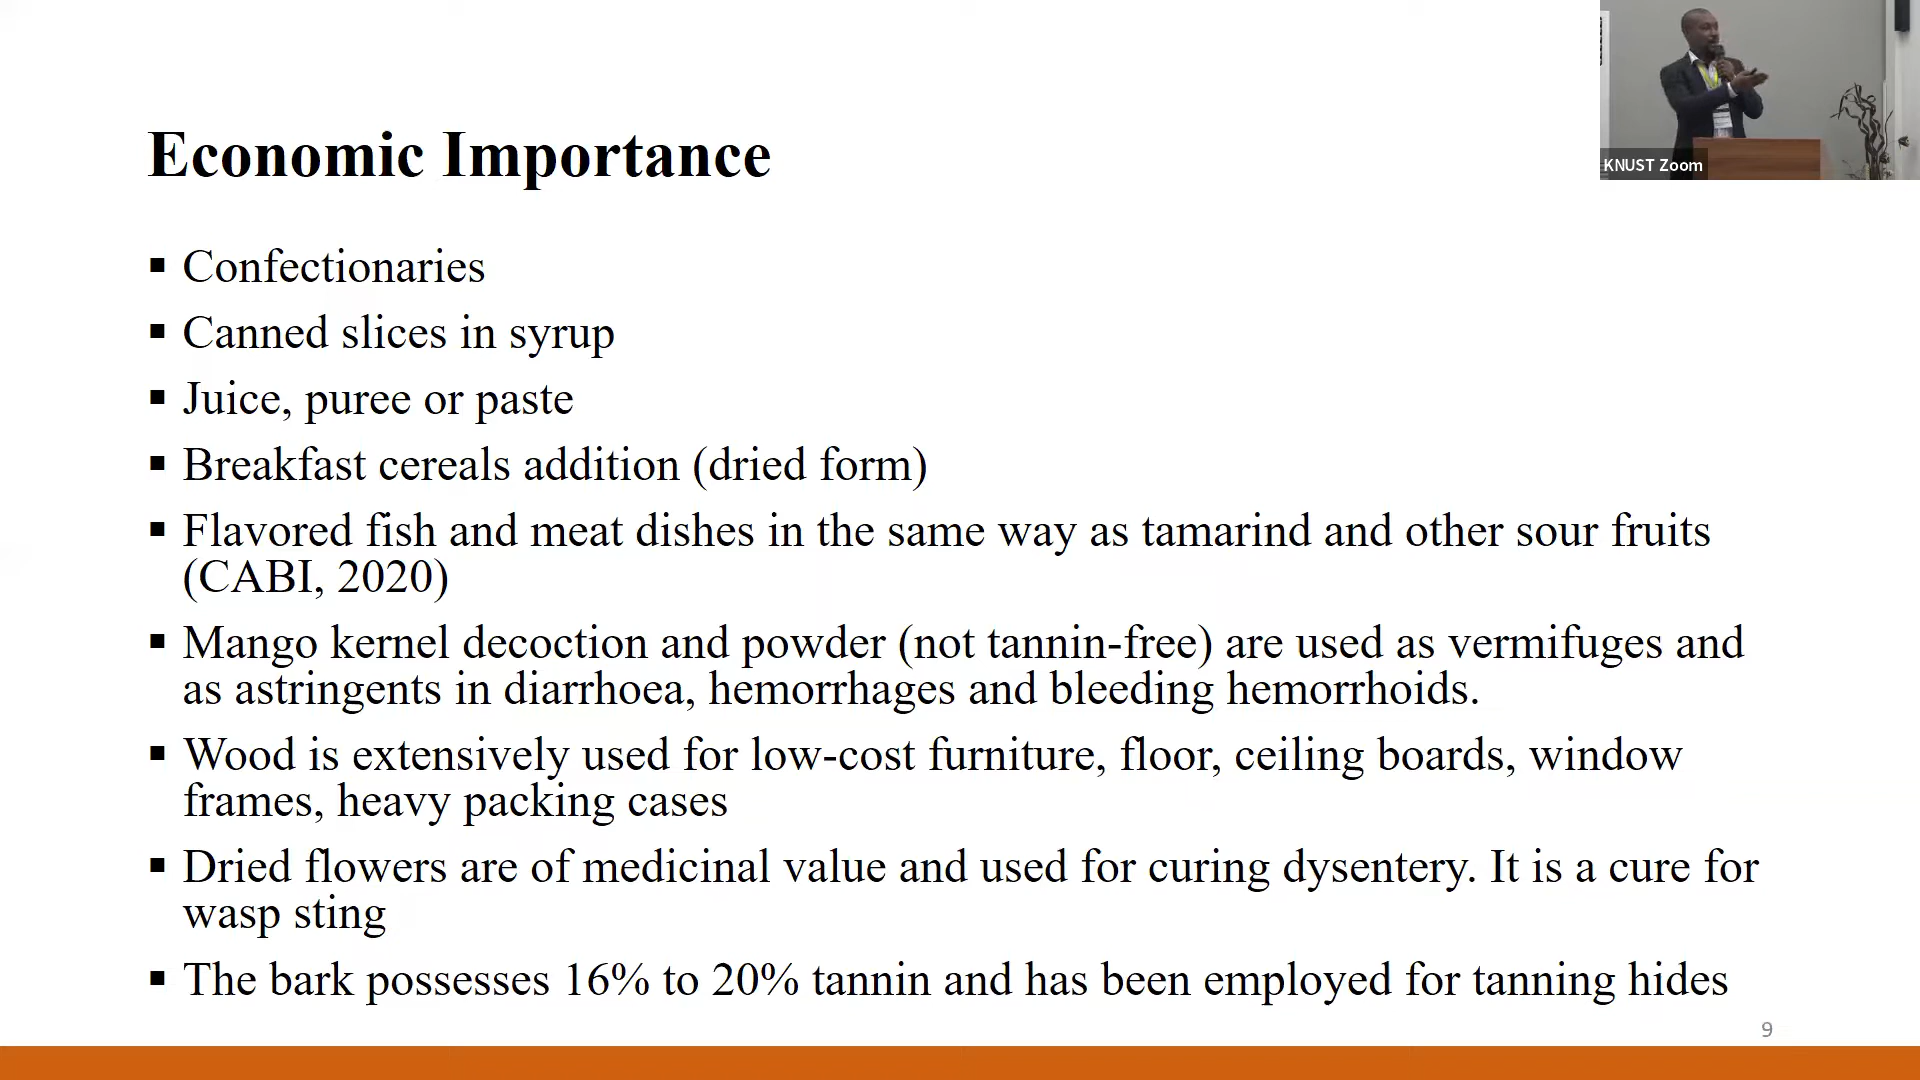 KNUST Zoom
Economic Importance
▪ Confectionaries
▪ Canned slices in syrup
▪ Juice, puree or paste
▪ Breakfast cereals addition (dried form)
▪ Flavored fish and meat dishes in the same way as tamarind and other sour fruits
(CABI, 2020)
▪ Mango kernel decoction and powder (not tannin-free) are used as vermifuges and
as astringents in diarrhoea, hemorrhages and bleeding hemorrhoids.
▪ Wood is extensively used for low-cost furniture, floor, ceiling boards, window
frames, heavy packing cases
▪ Dried flowers are of medicinal value and used for curing dysentery. It is a cure for
wasp sting
▪ The bark possesses 16% to 20% tannin and has been employed for tanning hides
9